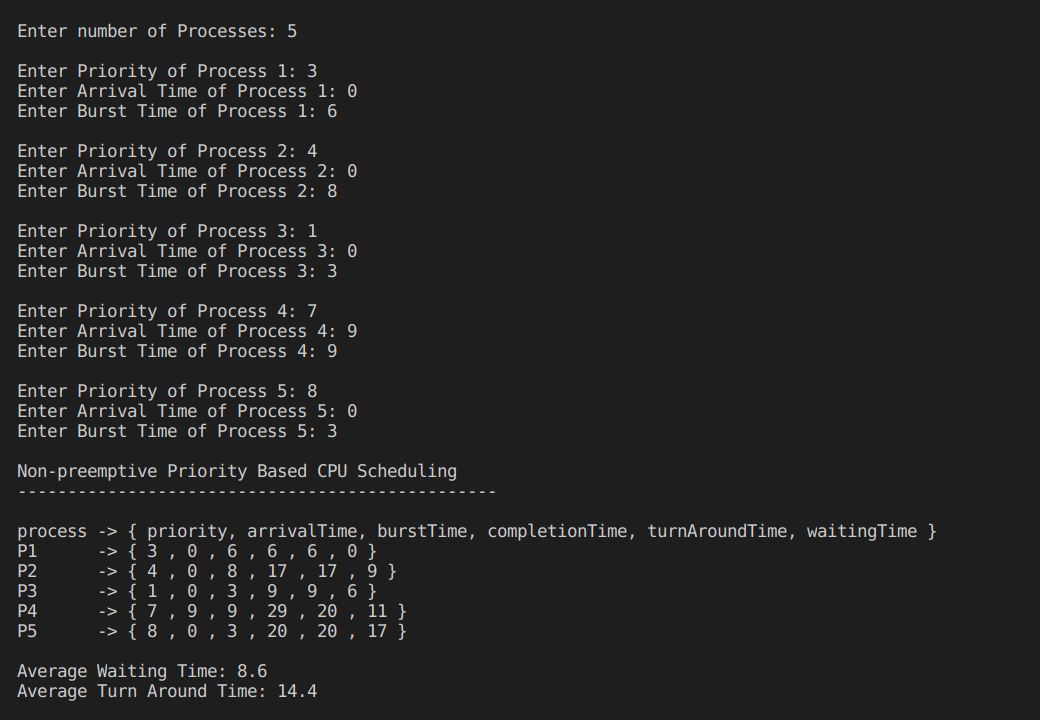 Enter number of Processes: 5
Enter Priority of Process 1: 3
Enter Arrival Time of Process 1: 0
Enter Burst Time of Process 1: 6
Enter Priority of Process 2: 4
Enter Arrival Time of Process 2: 0
Enter Burst Time of Process 2: 8
Enter Priority of Process 3: 1
Enter Arrival Time of Process 3: 0
Enter Burst Time of Process 3: 3
Enter Priority of Process 4: 7
Enter Arrival Time of Process 4: 9
Enter Burst Time of Process 4: 9
Enter Priority of Process 5: 8
Enter Arrival Time of Process 5: 0
Enter Burst Time of Process 5: 3
Non-preemptive Priority Based CPU Scheduling
------------------------------------------------
process -> { priority, arrivalTime, burstTime, completionTime, turnAroundTime, waitingTime }
P1      -> { 3 , 0 , 6 , 6 , 6 , 0 }
P2      -> { 4 , 0 , 8 , 17 , 17 , 9 }
P3      -> { 1 , 0 , 3 , 9 , 9 , 6 }
P4      -> { 7 , 9 , 9 , 29 , 20 , 11 }
P5      -> { 8 , 0 , 3 , 20 , 20 , 17 }
Average Waiting Time: 8.6
Average Turn Around Time: 14.4